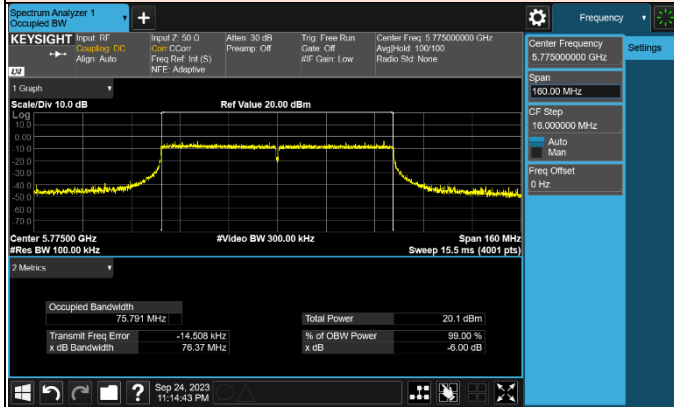 Spectrum Analyzer 1
Occupied BW
+
Frequency
KEYSIGHT
Input: RF
Coupling: DC
Align: Auto
Input Z: 50 Ω
Corr CCorr
Freq Ref: Int (S)
NFE: Adaptive
Atten: 30 dB
Preamp: Off
Trig: Free Run
Gate: Off
#IF Gain: Low
Center Freq: 5.775000000 GHz
Avg|Hold: 100/100
Radio Std: None
LXI
Center Frequency
5.775000000 GHz
Settings
Span
160.00 MHz
CF Step
16.000000 MHz
Auto
Man
Freq Offset
0 Hz
1 Graph
Scale/Div 10.0 dB
Ref Value 20.00 dBm
Log
10.0
0.00
-10.0
-20.0
-30.0
-40.0
-50.0
-60.0
-70.0
Center 5.77500 GHz
#Video BW 300.00 kHz
Span 160 MHz
#Res BW 100.00 kHz
Sweep 15.5 ms (4001 pts)
2 Metrics
Occupied Bandwidth
75.791 MHz
Total Power 20.1 dBm
Transmit Freq Error -14.508 kHz
% of OBW Power 99.00 %
x dB Bandwidth 76.37 MHz
x dB -6.00 dB
?
Sep 24, 2023
11:14:43 PM